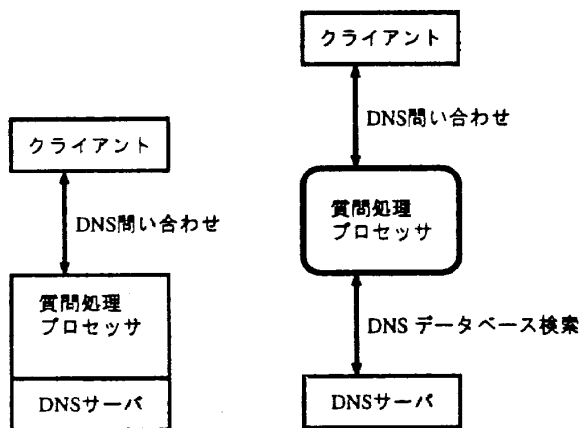 クライアント
DNS問い合わせ
質問処理
プロセッサ
DNSサーバ
クライアント
DNS問い合わせ
質問処理
プロセッサ
DNS データベース検索
DNSサーバ